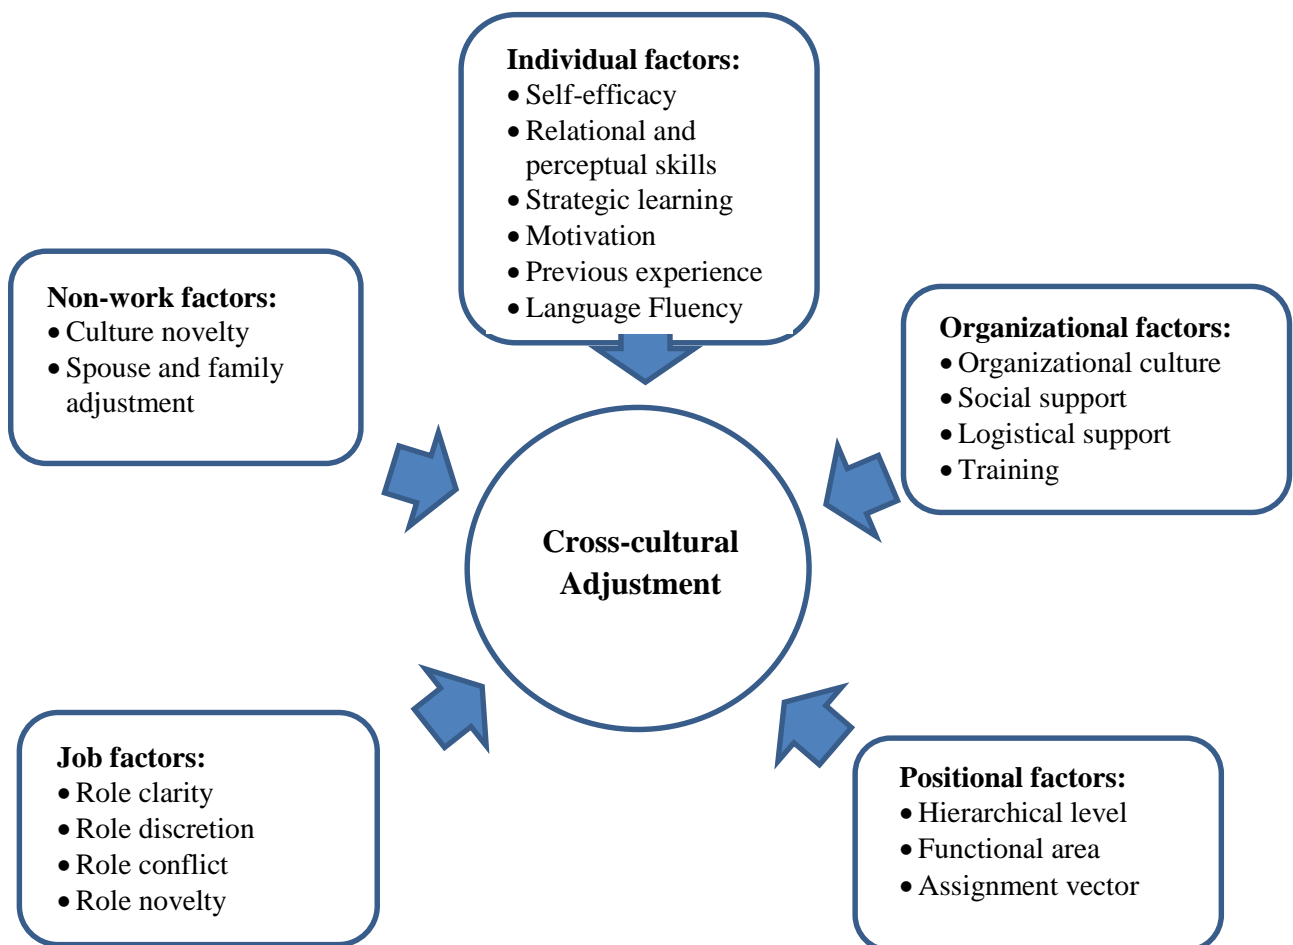 Individual factors:
• Self-efficacy
• Relational and
perceptual skills
• Strategic learning
• Motivation
• Previous experience
• Language Fluency
Non-work factors:
• Culture novelty
• Spouse and family
adjustment
Organizational factors:
• Organizational culture
• Social support
• Logistical support
• Training
Cross-cultural
Adjustment
Job factors:
• Role clarity
• Role discretion
• Role conflict
• Role novelty
Positional factors:
• Hierarchical level
• Functional area
• Assignment vector